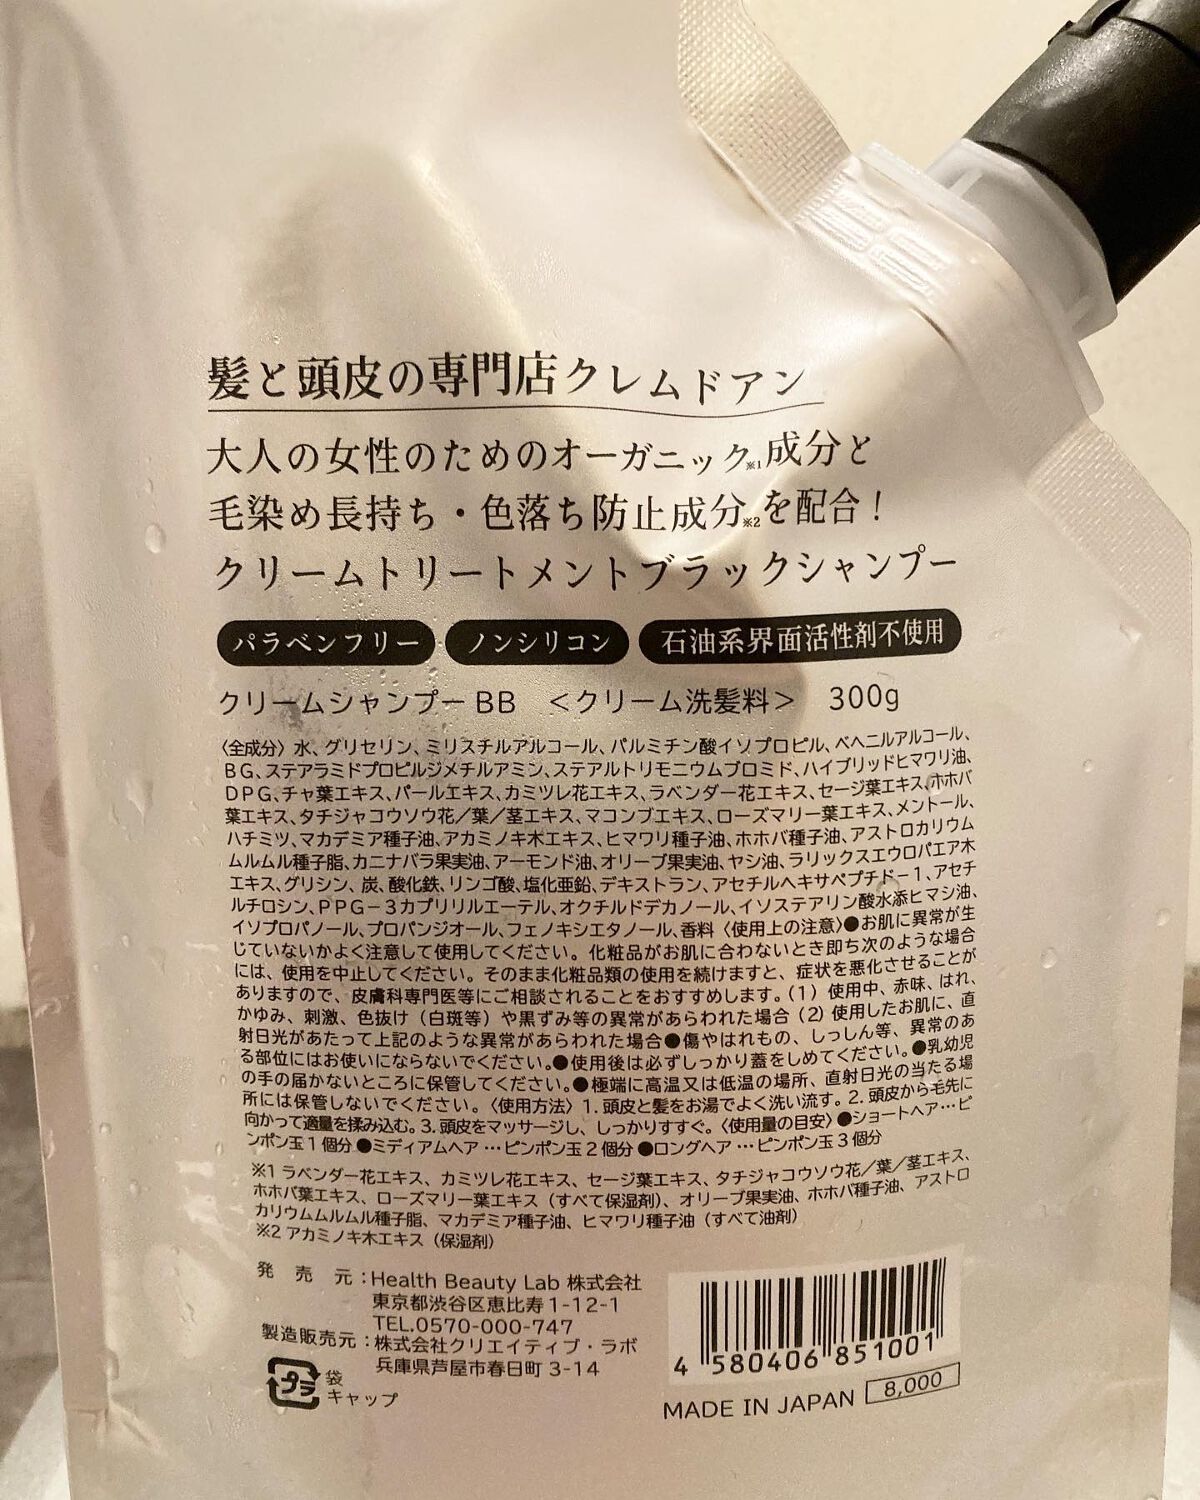 髪と頭皮の専門店クレムドアン
大人の女性のためのオーガニック※1成分と
毛染め長持ち・色落ち防止成分※2を配合！
クリームトリートメントブラックシャンプー
パラベンフリー ノンシリコン 石油系界面活性剤不使用
クリームシャンプーBB ＜クリーム洗髪料＞ 300g
〈全成分〉水、グリセリン、ミリスチルアルコール、パルミチン酸イソプロピル、ベヘニルアルコール、
BG、ステアラミドプロピルジメチルアミン、ステアルトリモニウムブロミド、ハイブリッドヒマワリ油、
DPG、チャ葉エキス、パールエキス、カミツレ花エキス、ラベンダー花エキス、セージ葉エキス、ホホバ
葉エキス、タチジャコウソウ花／葉／茎エキス、マコンブエキス、ローズマリー葉エキス、メントール、
ハチミツ、マカデミア種子油、アカミノキ木エキス、ヒマワリ種子油、ホホバ種子油、アストロカリウム
ムルムル種子脂、カニナバラ果実油、アーモンド油、オリーブ果実油、ヤシ油、ラリックスエウロパエア木
エキス、グリシン、炭、酸化鉄、リンゴ酸、塩化亜鉛、デキストラン、アセチルヘキサペプチド－1、アセチ
ルチロシン、PPG－3カプリリルエーテル、オクチルドデカノール、イソステアリン酸水添ヒマシ油、
イソプロパノール、プロパンジオール、フェノキシエタノール、香料〈使用上の注意〉●お肌に異常が生
じていないかよく注意して使用してください。化粧品がお肌に合わないとき即ち次のような場合
には、使用を中止してください。そのまま化粧品類の使用を続けますと、症状を悪化させることが
ありますので、皮膚科専門医等にご相談されることをおすすめします。（1）使用中、赤味、はれ、
かゆみ、刺激、色抜け（白斑等）や黒ずみ等の異常があらわれた場合（2）使用したお肌に、直
射日光があたって上記のような異常があらわれた場合●傷やはれもの、しっしん等、異常のあ
る部位にはお使いにならないでください。●使用後は必ずしっかり蓋をしめてください。●乳幼児
の手の届かないところに保管してください。●極端に高温又は低温の場所、直射日光の当たる場
所には保管しないでください。〈使用方法〉1. 頭皮と髪をお湯でよく洗い流す。2. 頭皮から毛先に
向かって適量を揉み込む。3. 頭皮をマッサージし、しっかりすすぐ。〈使用量の目安〉●ショートヘア…ピ
ンポン玉1個分●ミディアムヘア…ピンポン玉2個分●ロングヘア…ピンポン玉3個分
※1 ラベンダー花エキス、カミツレ花エキス、セージ葉エキス、タチジャコウソウ花／葉／茎エキス、
ホホバ葉エキス、ローズマリー葉エキス（すべて保湿剤）、オリーブ果実油、ホホバ種子油、アストロ
カリウムムルムル種子脂、マカデミア種子油、ヒマワリ種子油（すべて油剤）
※2 アカミノキ木エキス（保湿剤）
発売元：Health Beauty Lab 株式会社
東京都渋谷区恵比寿1-12-1
TEL.0570-000-747
製造販売元：株式会社クリエイティブ・ラボ
兵庫県芦屋市春日町 3-14
プラ 袋
キャップ
4 580406 851001
MADE IN JAPAN 8,000